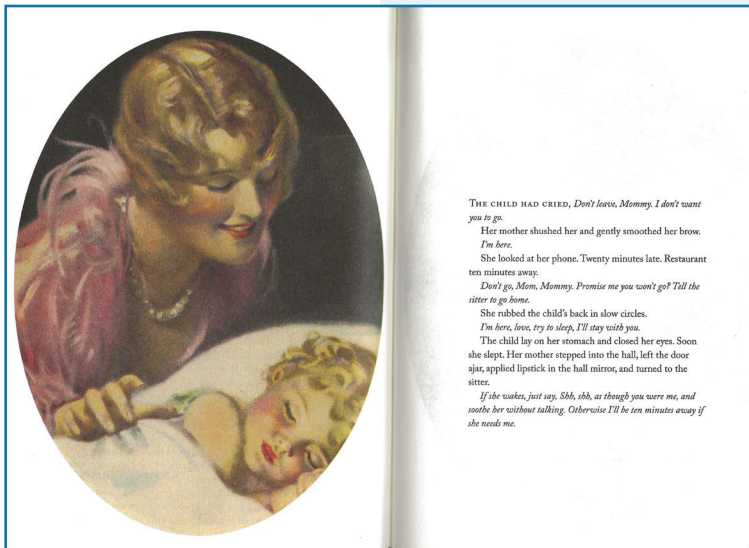 THE CHILD HAD CRIED, Don't leave, Mommy. I don't want
you to go.
Her mother shushed her and gently smoothed her brow.
I'm here.
She looked at her phone. Twenty minutes late. Restaurant
ten minutes away.
Don't go, Mom, Mommy. Promise me you won't go? Tell the
sitter to go home.
She rubbed the child's back in slow circles.
I'm here, love, try to sleep, I'll stay with you.
The child lay on her stomach and closed her eyes. Soon
she slept. Her mother stepped into the hall, left the door
ajar, applied lipstick in the hall mirror, and turned to the
sitter.
If she wakes, just say, Shh, shh, as though you were me, and
soothe her without talking. Otherwise I'll be ten minutes away if
she needs me.